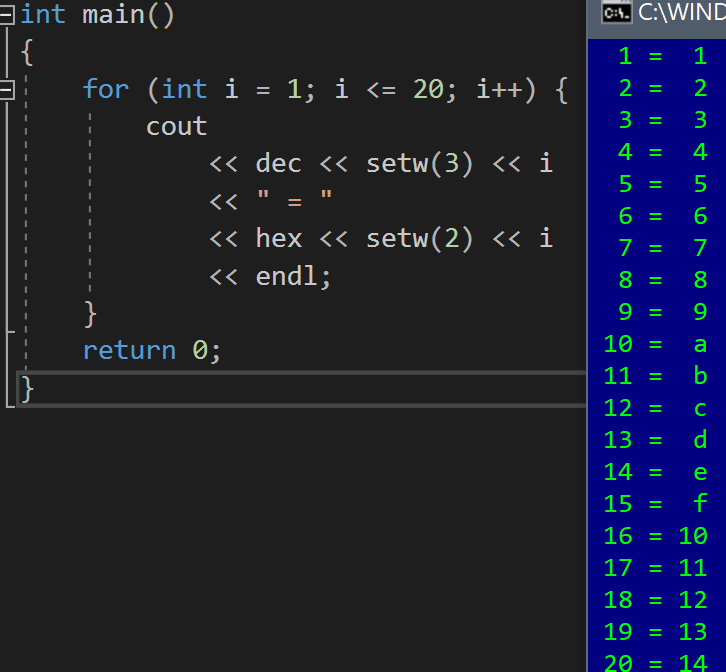 int main()
{
    for (int i = 1; i <= 20; i++) {
        cout
            << dec << setw(3) << i
            << " = "
            << hex << setw(2) << i
            << endl;
    }
    return 0;
}
C:\WIND
 1 =  1
 2 =  2
 3 =  3
 4 =  4
 5 =  5
 6 =  6
 7 =  7
 8 =  8
 9 =  9
10 =  a
11 =  b
12 =  c
13 =  d
14 =  e
15 =  f
16 = 10
17 = 11
18 = 12
19 = 13
20 = 14